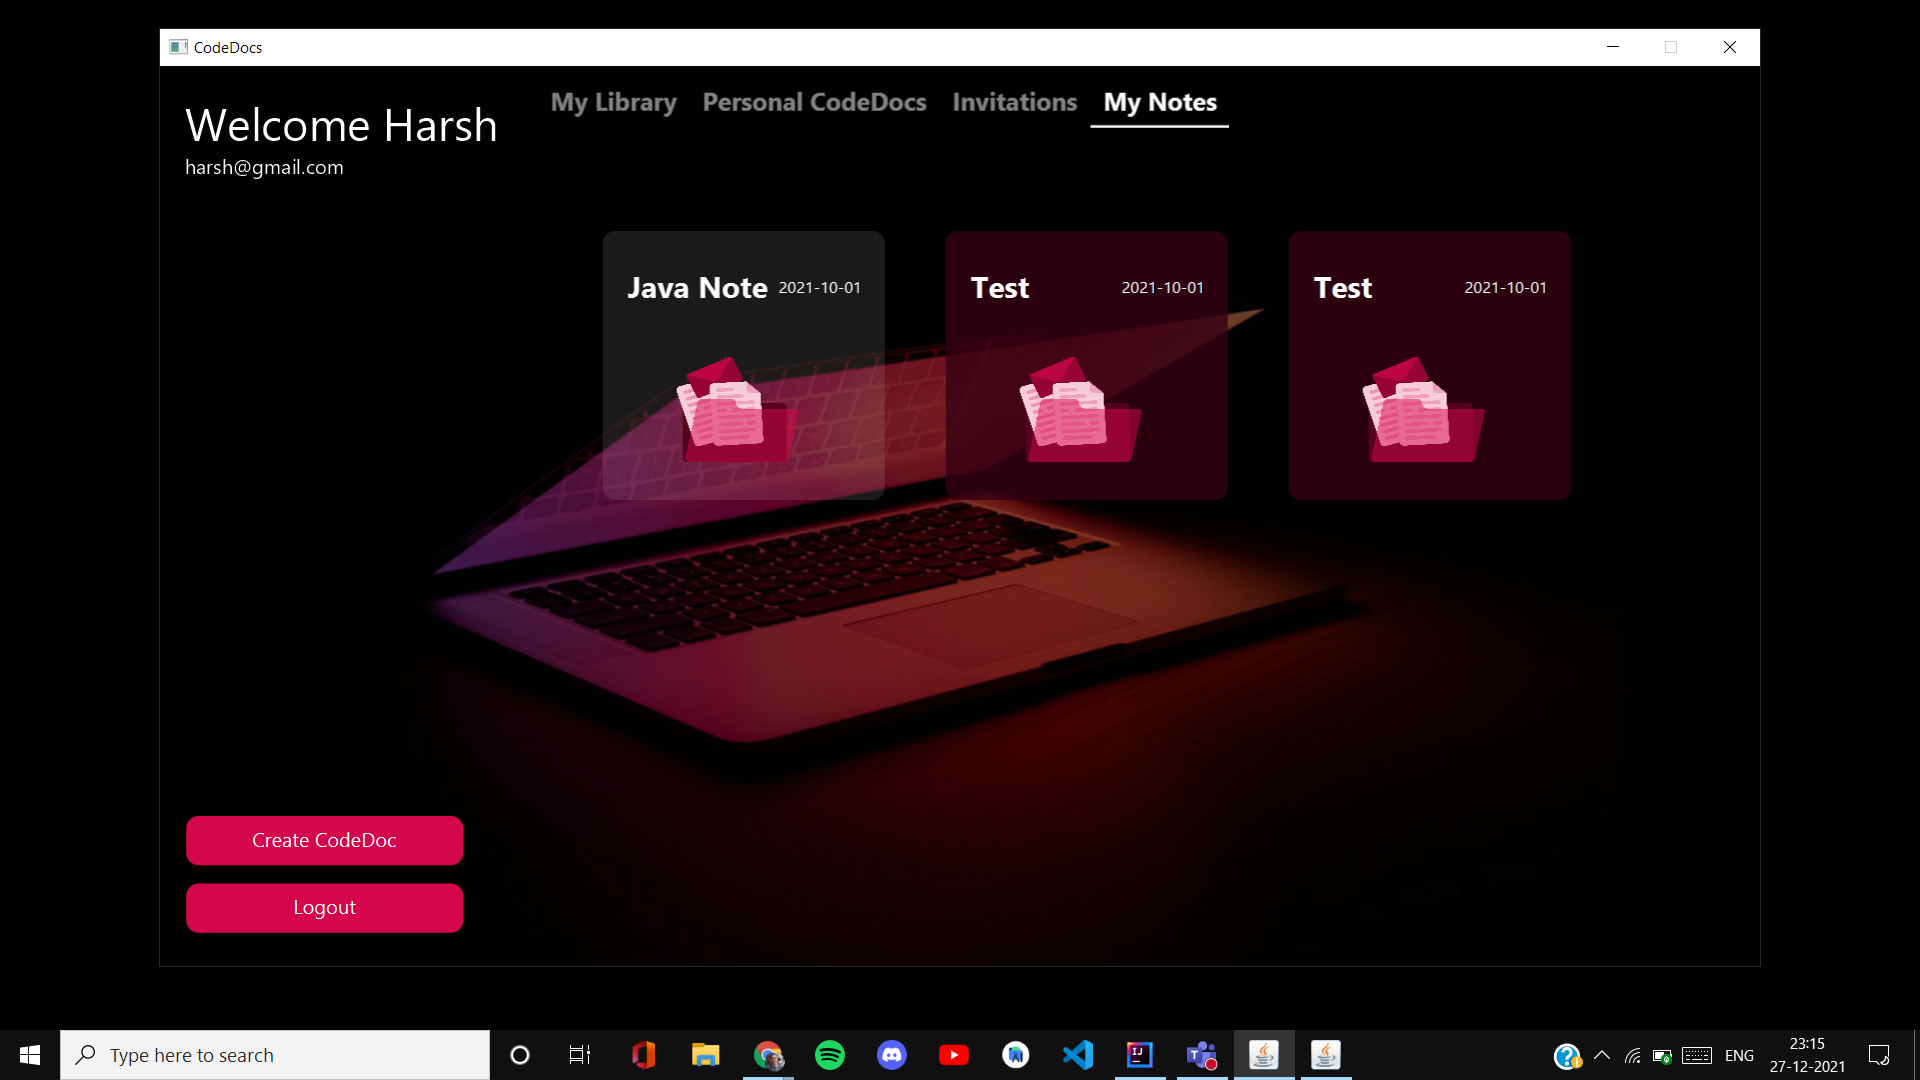 CodeDocs
Welcome Harsh
harsh@gmail.com
My Library Personal CodeDocs Invitations My Notes
Java Note 2021-10-01
Test 2021-10-01
Test 2021-10-01
Create CodeDoc
Logout
Type here to search
ENG
23:15
27-12-2021